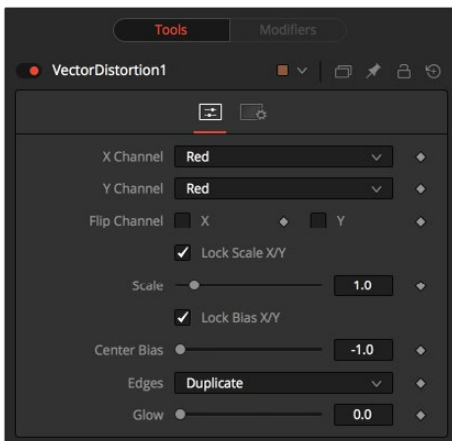 Tools Modifiers
VectorDistortion1
X Channel Red
Y Channel Red
Flip Channel X Y
Lock Scale X/Y
Scale 1.0
Lock Bias X/Y
Center Bias -1.0
Edges Duplicate
Glow 0.0